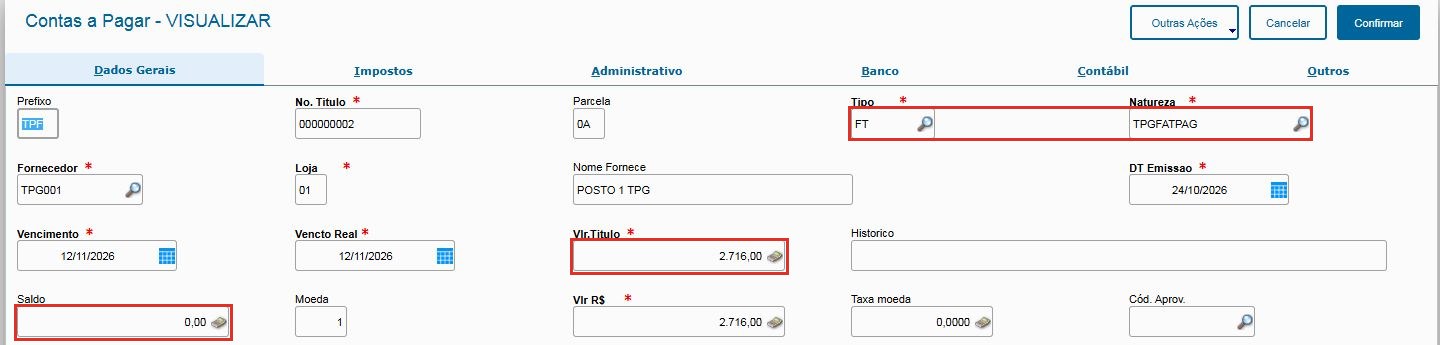 Contas a Pagar - VISUALIZAR
Outras Ações Cancelar Confirmar
Dados Gerais Impostos Administrativo Banco Contábil Outros
Prefixo No. Titulo * Parcela Tipo * Natureza *
TPF 000000002 0A FT TPGFATPAG
Fornecedor * Loja * Nome Fornece DT Emissao *
TPG001 01 POSTO 1 TPG 24/10/2026
Vencimento * Vencto Real * Vlr.Titulo * Historico
12/11/2026 12/11/2026 2.716,00
Saldo Moeda Vlr R$ * Taxa moeda Cód. Aprov.
0,00 1 2.716,00 0,0000